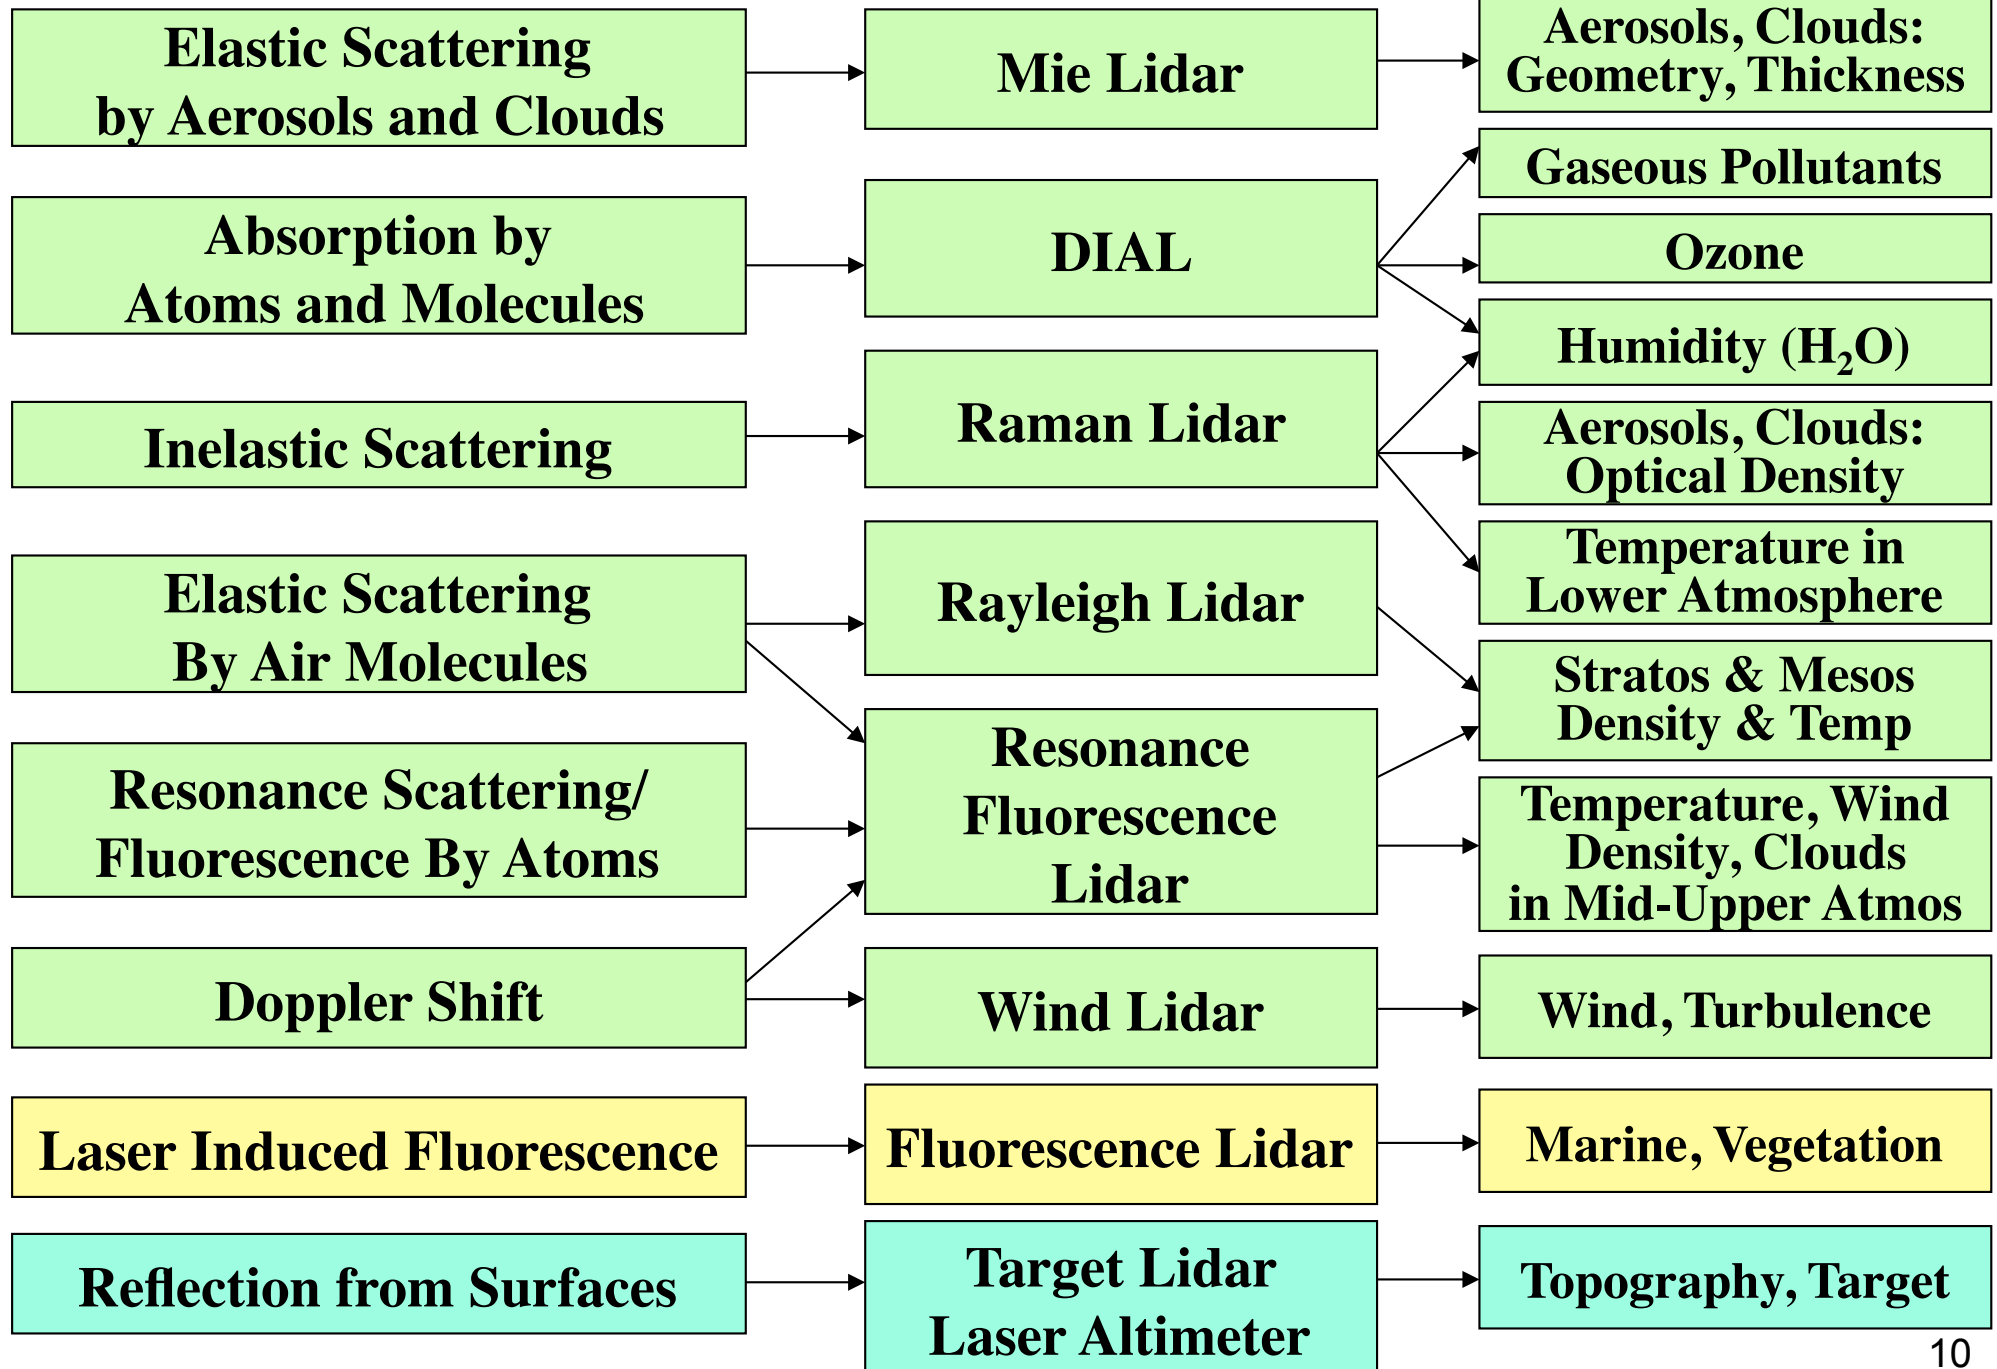 Elastic Scattering
by Aerosols and Clouds
Mie Lidar
Aerosols, Clouds:
Geometry, Thickness
Absorption by
Atoms and Molecules
DIAL
Gaseous Pollutants
Ozone
Humidity (H₂O)
Inelastic Scattering
Raman Lidar
Aerosols, Clouds:
Optical Density
Temperature in
Lower Atmosphere
Elastic Scattering
By Air Molecules
Rayleigh Lidar
Stratos & Mesos
Density & Temp
Resonance Scattering/
Fluorescence By Atoms
Resonance
Fluorescence
Lidar
Temperature, Wind
Density, Clouds
in Mid-Upper Atmos
Doppler Shift
Wind Lidar
Wind, Turbulence
Laser Induced Fluorescence
Fluorescence Lidar
Marine, Vegetation
Reflection from Surfaces
Target Lidar
Laser Altimeter
Topography, Target
10